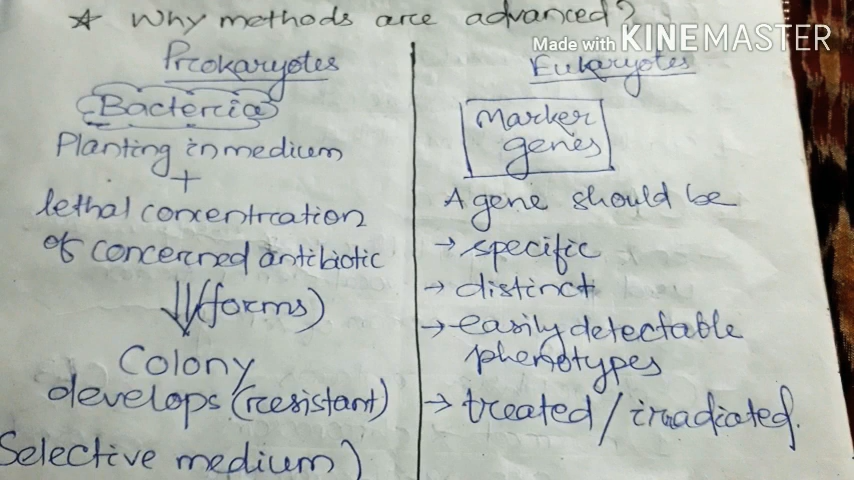 * Why methods are advanced?
Made with KINEMASTER
Prokaryotes
Bacteria
Planting in medium
+
lethal concentration
of concerned antibiotic
(forms)
Colony
develops (resistant)
Selective medium)
Eukaryotes
Marker
genes
A gene should be
→ specific
→ distinct
→ easily detectable
phenotypes
→ treated / irradiated.